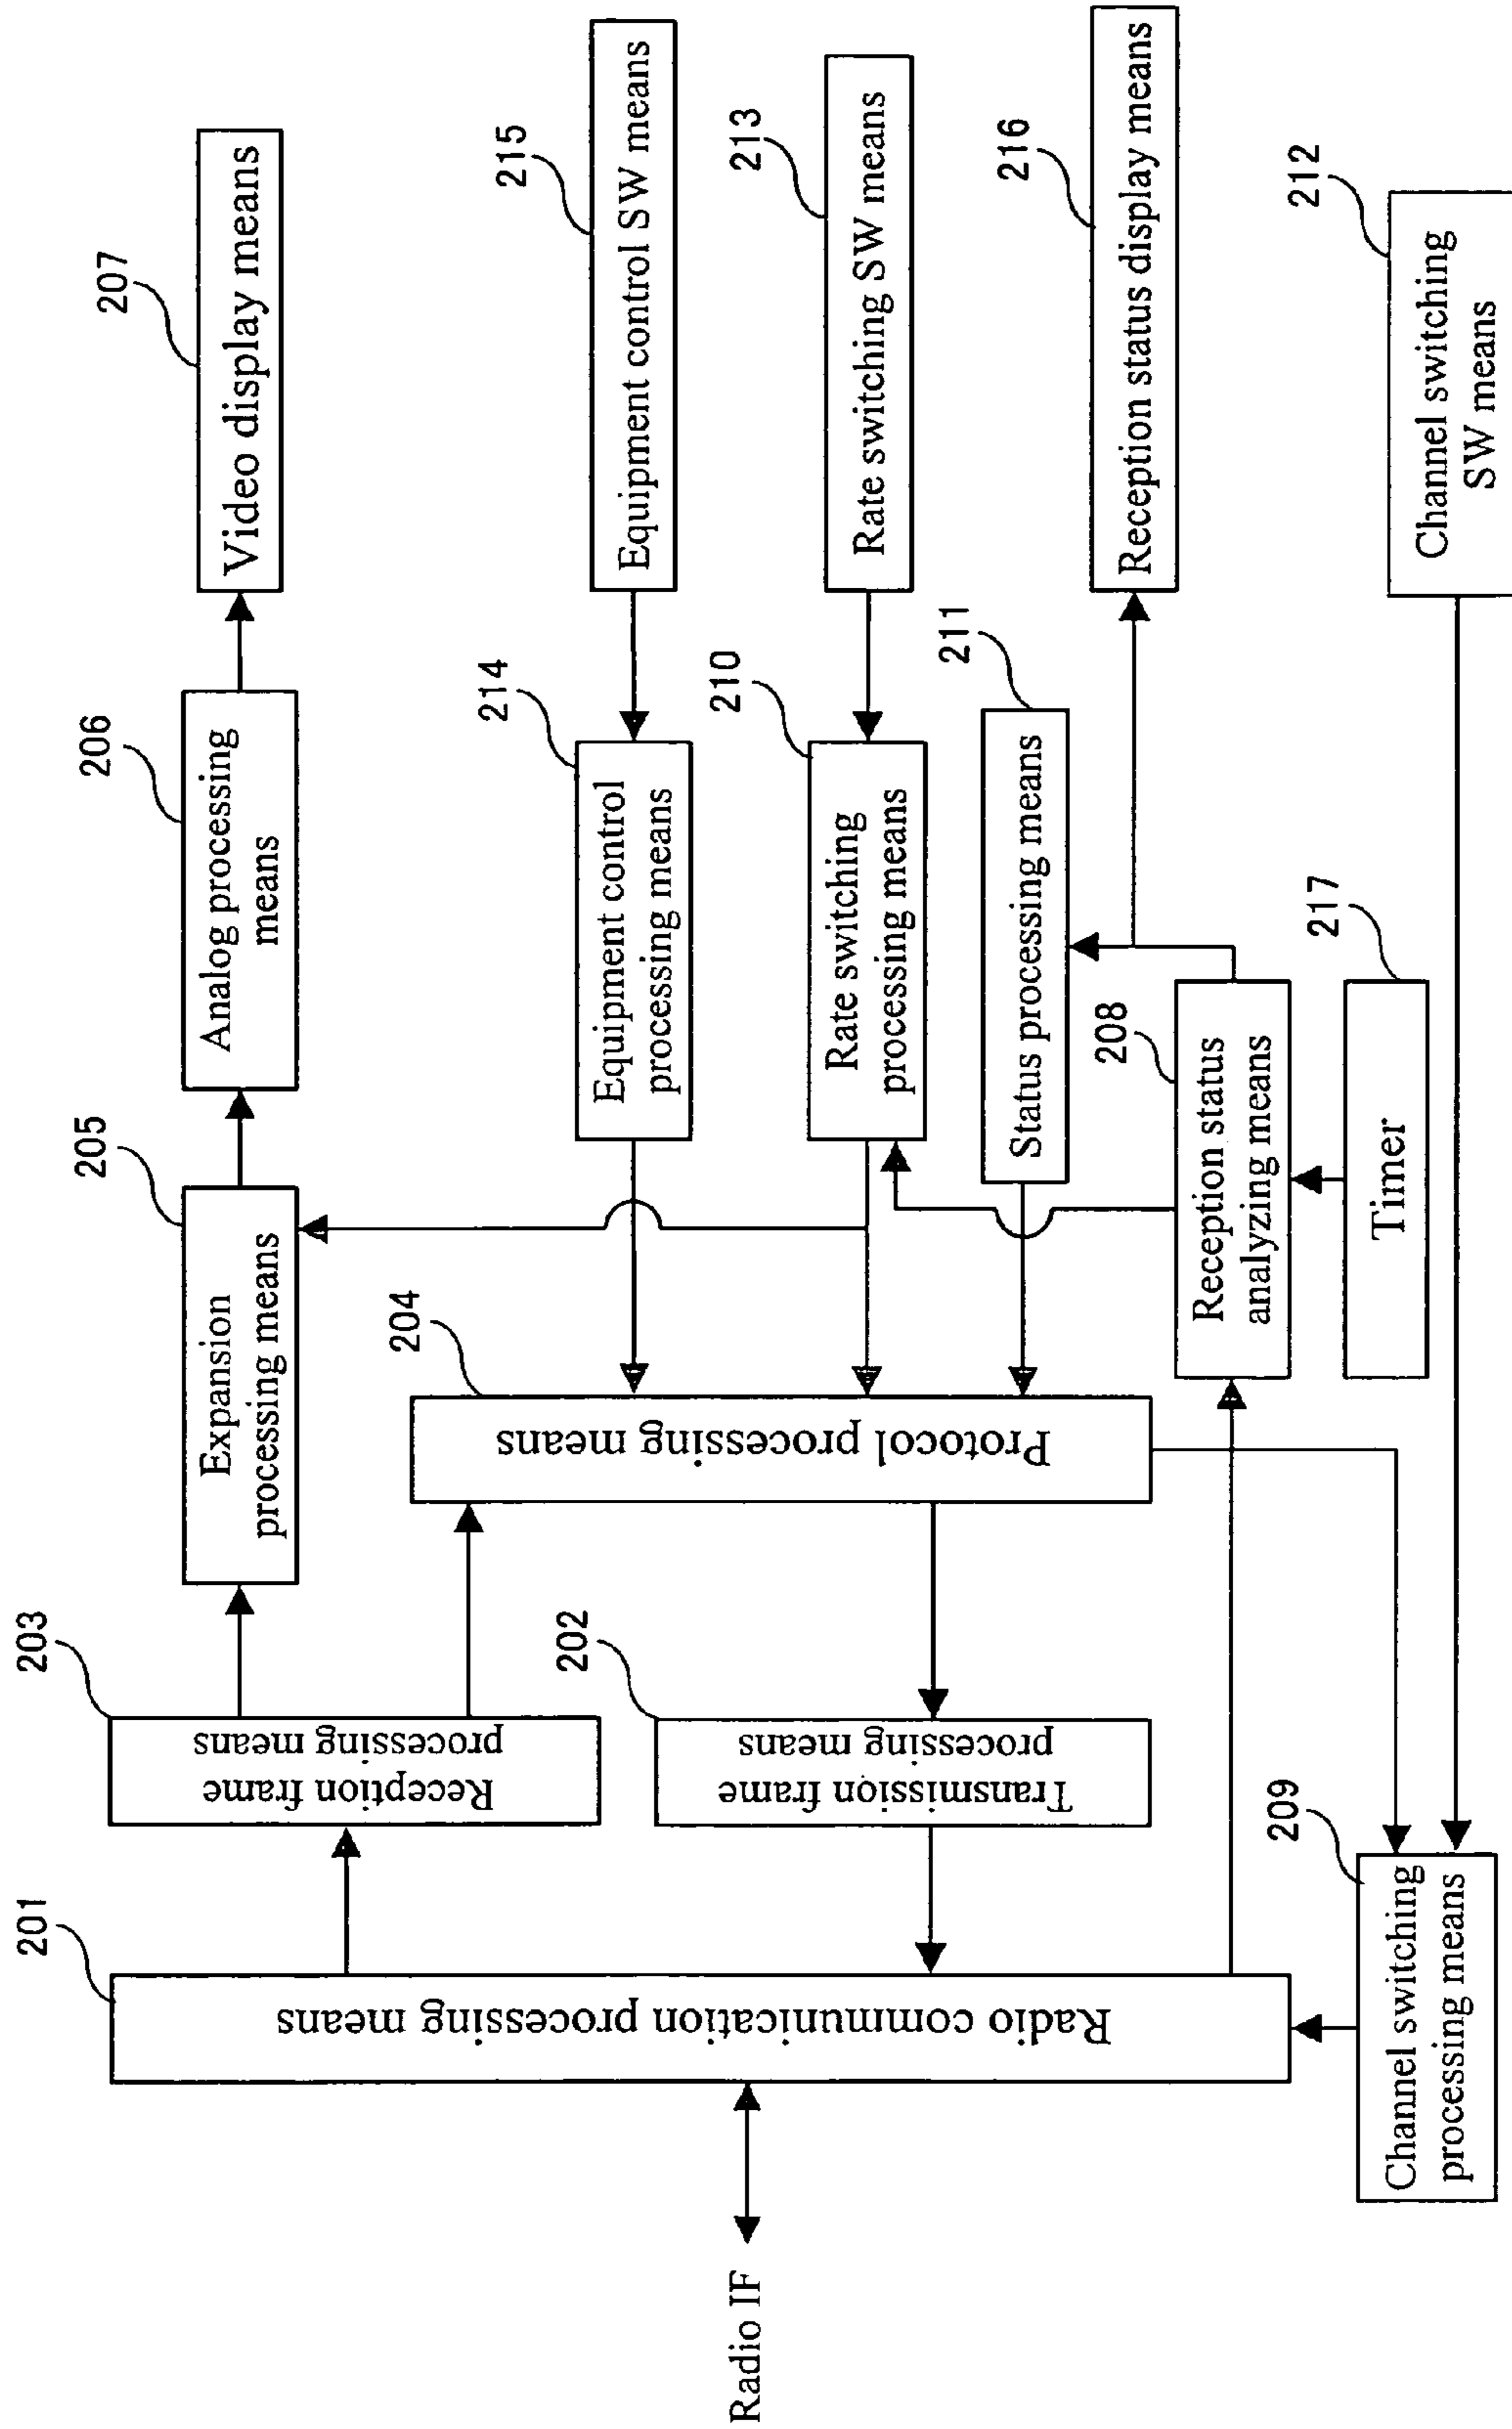 207
Video display means
206
Analog processing
means
205
Expansion
processing means
203
Reception frame
processing means
201
Radio communication processing means
Radio IF
215
Equipment control SW means
214
Equipment control
processing means
213
Rate switching SW means
210
Rate switching
processing means
204
Protocol processing means
202
Transmission frame
processing means
211
Status processing means
216
Reception status display means
208
Reception status
analyzing means
217
Timer
212
Channel switching
SW means
209
Channel switching
processing means